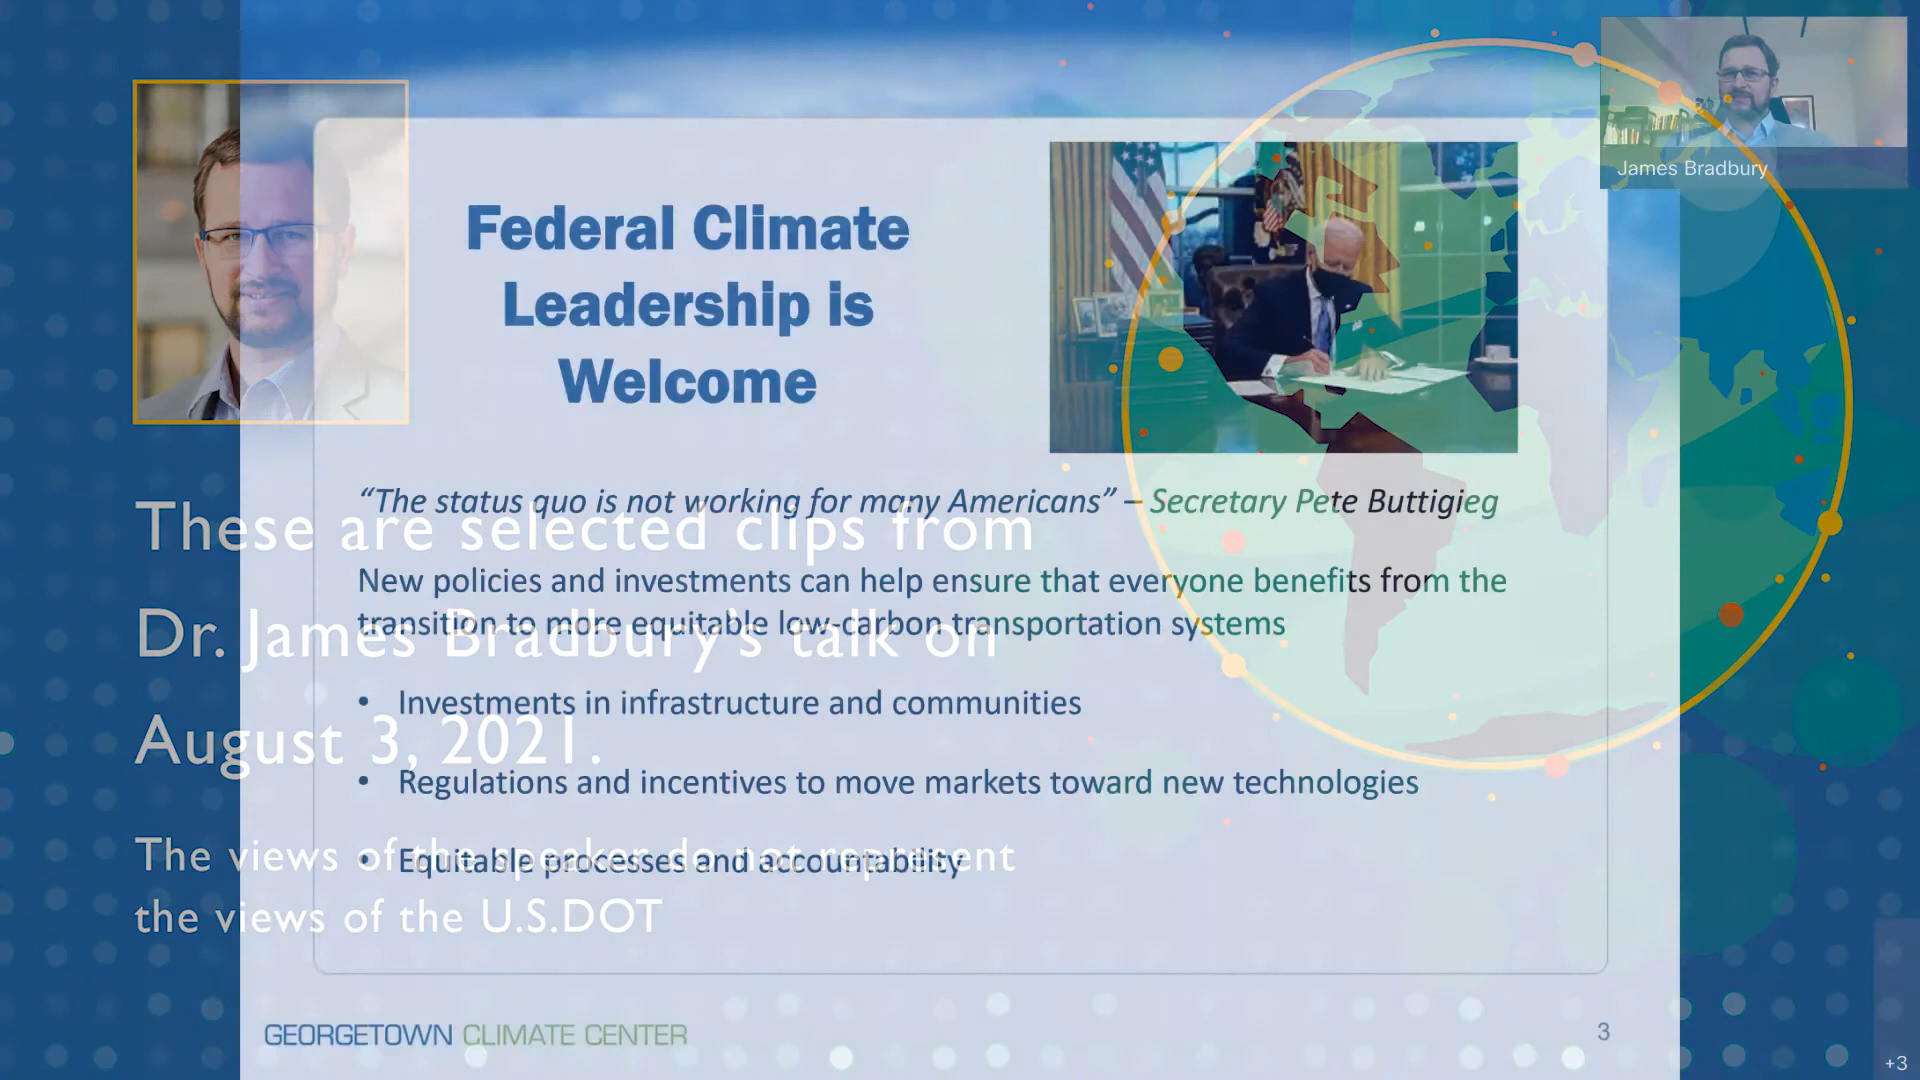 James Bradbury
Federal Climate
Leadership is
Welcome
“The status quo is not working for many Americans” – Secretary Pete Buttigieg
New policies and investments can help ensure that everyone benefits from the
transition to more equitable low-carbon transportation systems
• Investments in infrastructure and communities
• Regulations and incentives to move markets toward new technologies
• Equitable processes and accountability
GEORGETOWN CLIMATE CENTER
3
These are selected clips from
Dr. James Bradbury's talk on
August 3, 2021.
The views of the speaker do not represent
the views of the U.S.DOT
+3